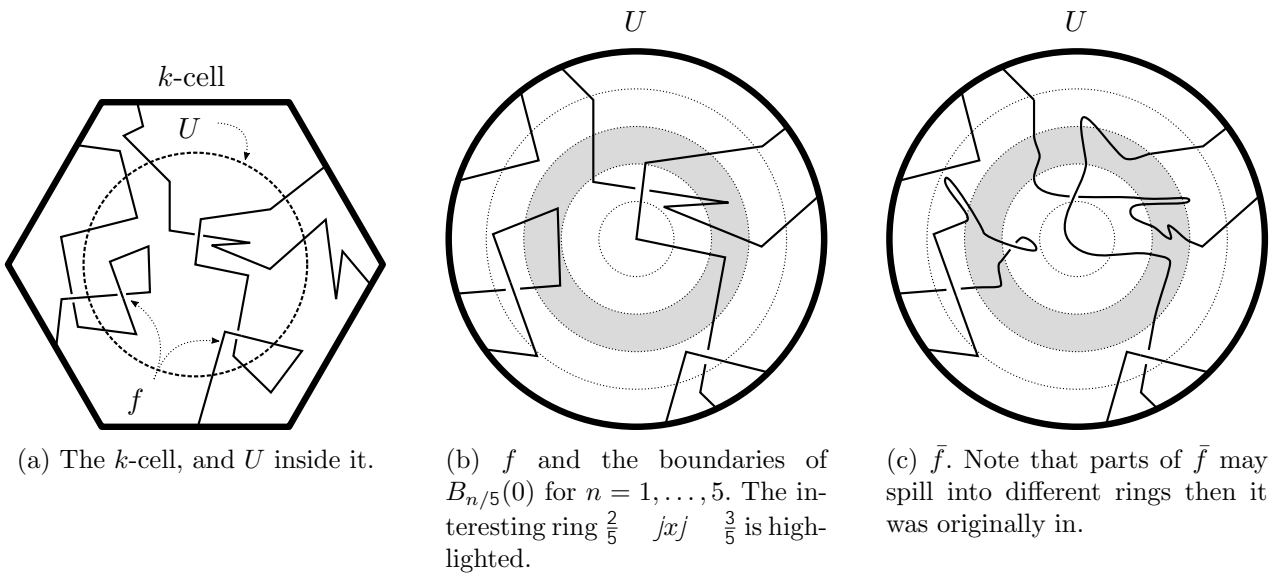 k-cell
U
f
(a) The k-cell, and U inside it.
U
(b) f and the boundaries of
B_{n/5}(0) for n = 1, . . . , 5. The in-
teresting ring 2/5 jxj 3/5 is high-
lighted.
U
(c) f̄. Note that parts of f̄ may
spill into different rings then it
was originally in.